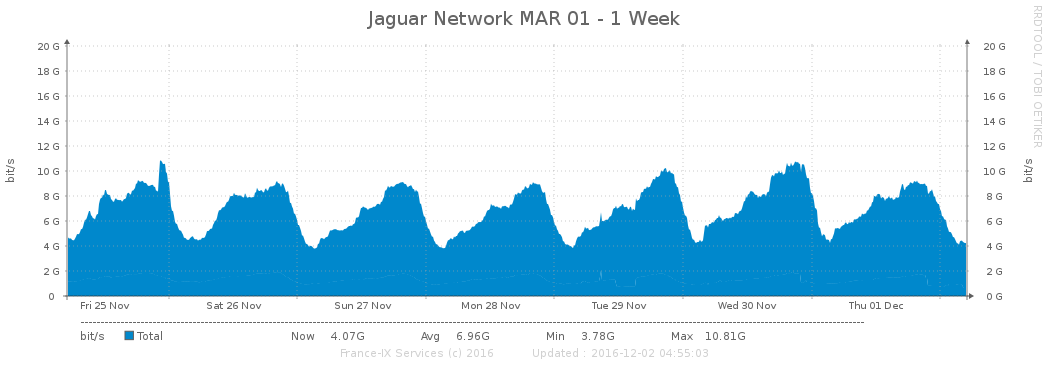 Jaguar Network MAR 01 - 1 Week
RRDTOOL / TOBI OETIKER
bit/s
bit/s
20 G 20 G
18 G 18 G
16 G 16 G
14 G 14 G
12 G 12 G
10 G 10 G
8 G 8 G
6 G 6 G
4 G 4 G
2 G 2 G
0 0 G
Fri 25 Nov Sat 26 Nov Sun 27 Nov Mon 28 Nov Tue 29 Nov Wed 30 Nov Thu 01 Dec
bit/s Total Now 4.07G Avg 6.96G Min 3.78G Max 10.81G
France-IX Services (c) 2016 Updated : 2016-12-02 04:55:03